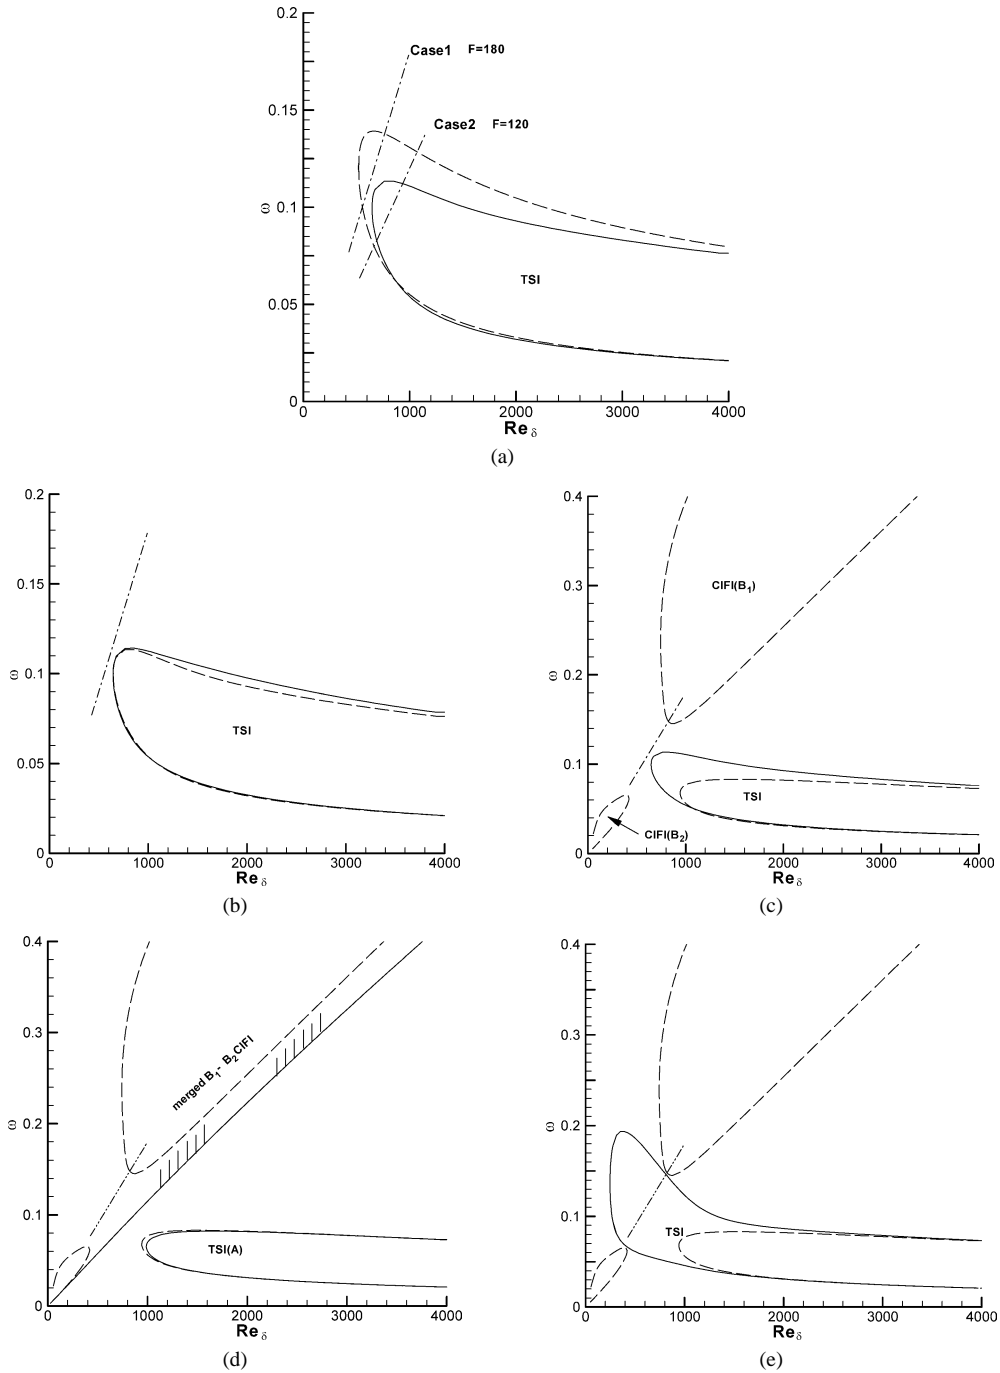 0.2
Case1 F=180
0.15
Case2 F=120
ω
0.1
TSI
0.05
0
0 1000 2000 3000 4000
Re δ
(a)
0.2
0.15
ω
0.1
TSI
0.05
0
0 1000 2000 3000 4000
Re δ
(b)
0.4
CIFI(B1)
0.3
ω
0.2
0.1
TSI
CIFI(B2)
0
0 1000 2000 3000 4000
Re δ
(c)
0.4
0.3
merged B1- B2CIFI
ω
0.2
0.1
TSI(A)
0
0 1000 2000 3000 4000
Re δ
(d)
0.4
0.3
ω
0.2
0.1
TSI
0
0 1000 2000 3000 4000
Re δ
(e)